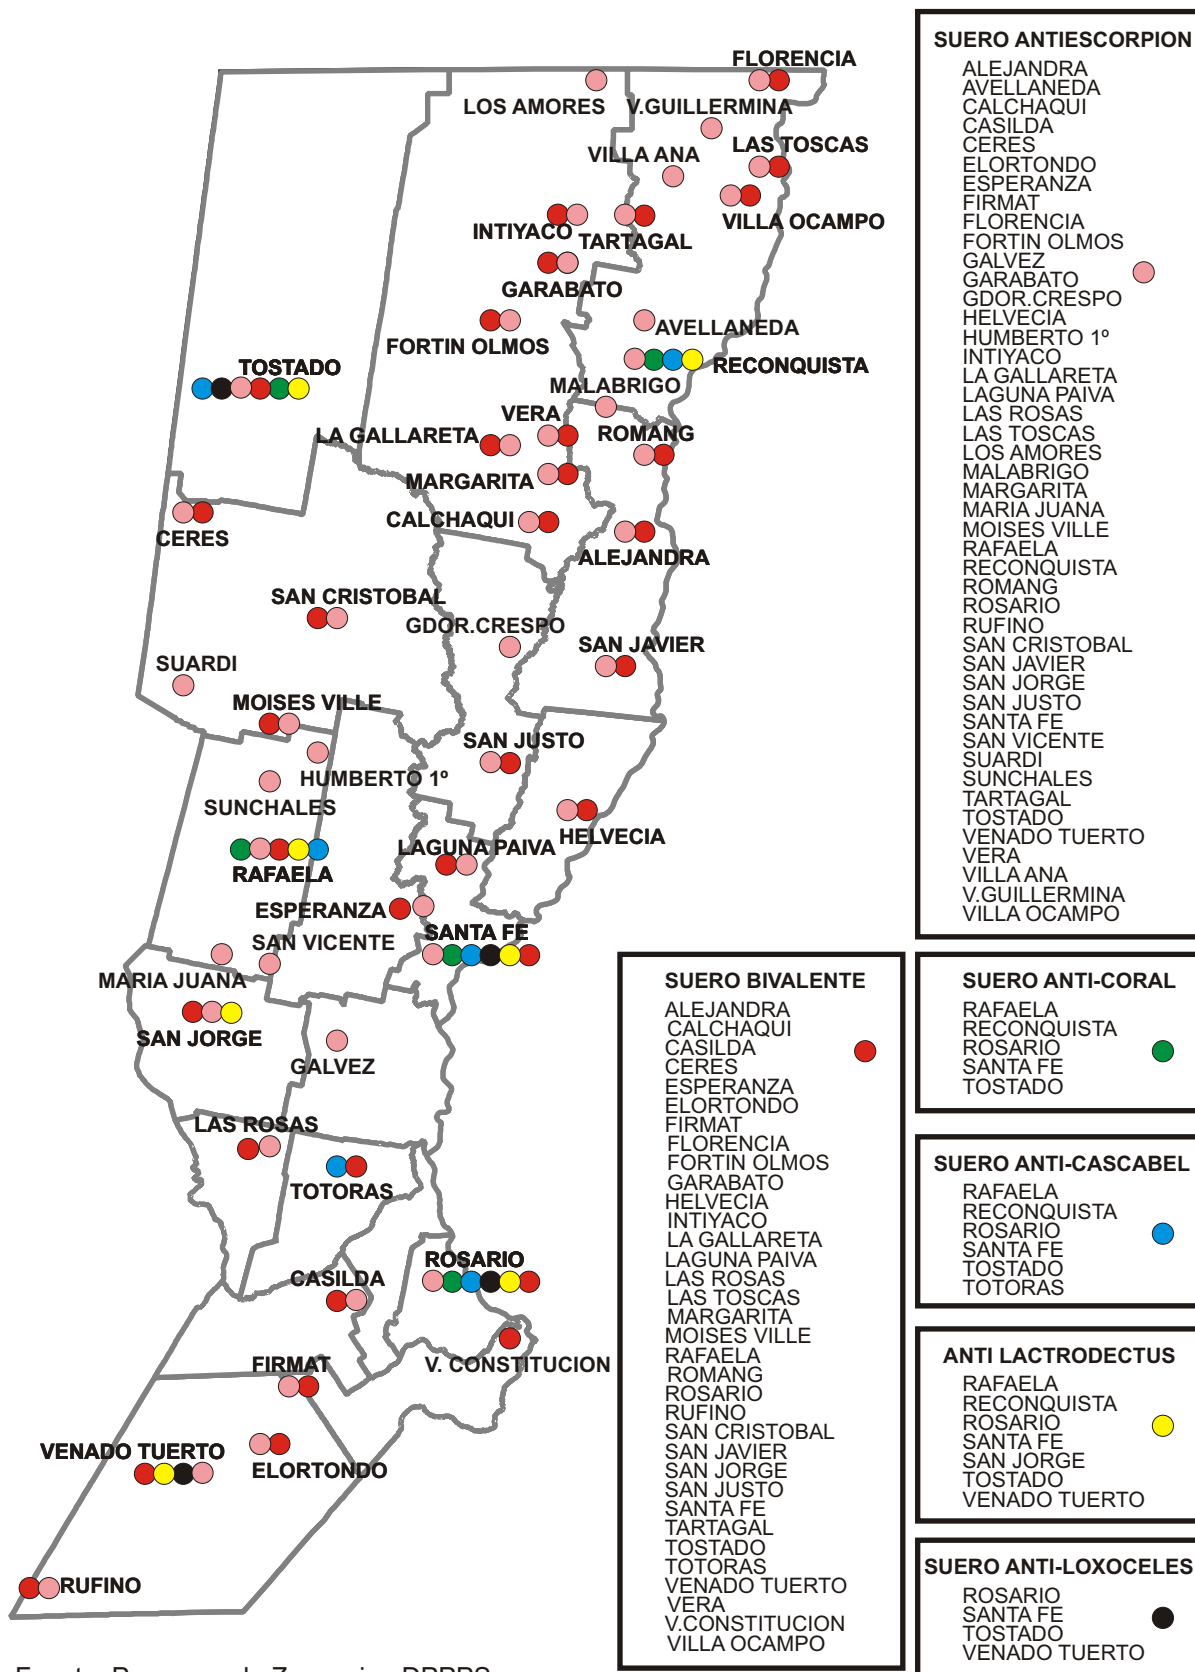 FLORENCIA
LOS AMORES
V.GUILLERMINA
LAS TOSCAS
VILLA ANA
VILLA OCAMPO
INTIYACO
TARTAGAL
GARABATO
FORTIN OLMOS
AVELLANEDA
TOSTADO
RECONQUISTA
MALABRIGO
VERA
LA GALLARETA
ROMANG
MARGARITA
CALCHAQUI
CERES
ALEJANDRA
SAN CRISTOBAL
GDOR.CRESPO
SAN JAVIER
SUARDI
MOISES VILLE
SAN JUSTO
HUMBERTO 1º
SUNCHALES
HELVECIA
LAGUNA PAIVA
RAFAELA
ESPERANZA
SANTA FE
SAN VICENTE
MARIA JUANA
SAN JORGE
GALVEZ
LAS ROSAS
TOTORAS
ROSARIO
CASILDA
V. CONSTITUCION
FIRMAT
VENADO TUERTO
ELORTONDO
RUFINO
SUERO ANTIESCORPION
ALEJANDRA
AVELLANEDA
CALCHAQUI
CASILDA
CERES
ELORTONDO
ESPERANZA
FIRMAT
FLORENCIA
FORTIN OLMOS
GALVEZ
GARABATO
GDOR.CRESPO
HELVECIA
HUMBERTO 1º
INTIYACO
LA GALLARETA
LAGUNA PAIVA
LAS ROSAS
LAS TOSCAS
LOS AMORES
MALABRIGO
MARGARITA
MARIA JUANA
MOISES VILLE
RAFAELA
RECONQUISTA
ROMANG
ROSARIO
RUFINO
SAN CRISTOBAL
SAN JAVIER
SAN JORGE
SAN JUSTO
SANTA FE
SAN VICENTE
SUARDI
SUNCHALES
TARTAGAL
TOSTADO
VENADO TUERTO
VERA
VILLA ANA
V.GUILLERMINA
VILLA OCAMPO
SUERO BIVALENTE
ALEJANDRA
CALCHAQUI
CASILDA
CERES
ESPERANZA
ELORTONDO
FIRMAT
FLORENCIA
FORTIN OLMOS
GARABATO
HELVECIA
INTIYACO
LA GALLARETA
LAGUNA PAIVA
LAS ROSAS
LAS TOSCAS
MARGARITA
MOISES VILLE
RAFAELA
ROMANG
ROSARIO
RUFINO
SAN CRISTOBAL
SAN JAVIER
SAN JORGE
SAN JUSTO
SANTA FE
TARTAGAL
TOSTADO
TOTORAS
VENADO TUERTO
VERA
V.CONSTITUCION
VILLA OCAMPO
SUERO ANTI-CORAL
RAFAELA
RECONQUISTA
ROSARIO
SANTA FE
TOSTADO
SUERO ANTI-CASCABEL
RAFAELA
RECONQUISTA
ROSARIO
SANTA FE
TOSTADO
TOTORAS
ANTI LACTRODECTUS
RAFAELA
RECONQUISTA
ROSARIO
SANTA FE
SAN JORGE
TOSTADO
VENADO TUERTO
SUERO ANTI-LOXOCELES
ROSARIO
SANTA FE
TOSTADO
VENADO TUERTO